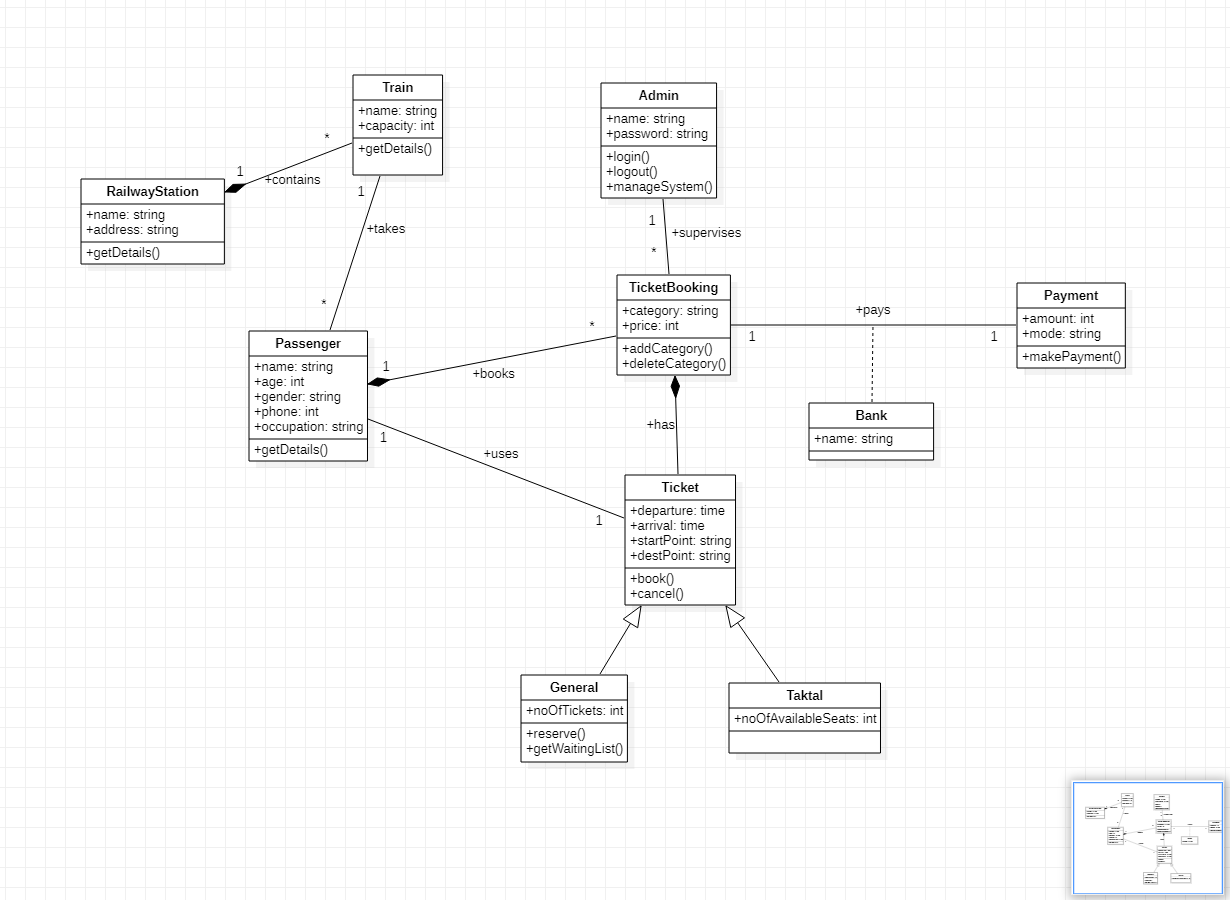 Train
+name: string
+capacity: int
+getDetails()
Admin
+name: string
+password: string
+login()
+logout()
+manageSystem()
*
1
+contains
RailwayStation
+name: string
+address: string
+getDetails()
1
+takes
*
1
+supervises
*
TicketBooking
+category: string
+price: int
+addCategory()
+deleteCategory()
+pays
1
1
Payment
+amount: int
+mode: string
+makePayment()
Passenger
+name: string
+age: int
+gender: string
+phone: int
+occupation: string
+getDetails()
*
1
+books
Bank
+name: string
+has
1
+uses
1
Ticket
+departure: time
+arrival: time
+startPoint: string
+destPoint: string
+book()
+cancel()
General
+noOfTickets: int
+reserve()
+getWaitingList()
Taktal
+noOfAvailableSeats: int